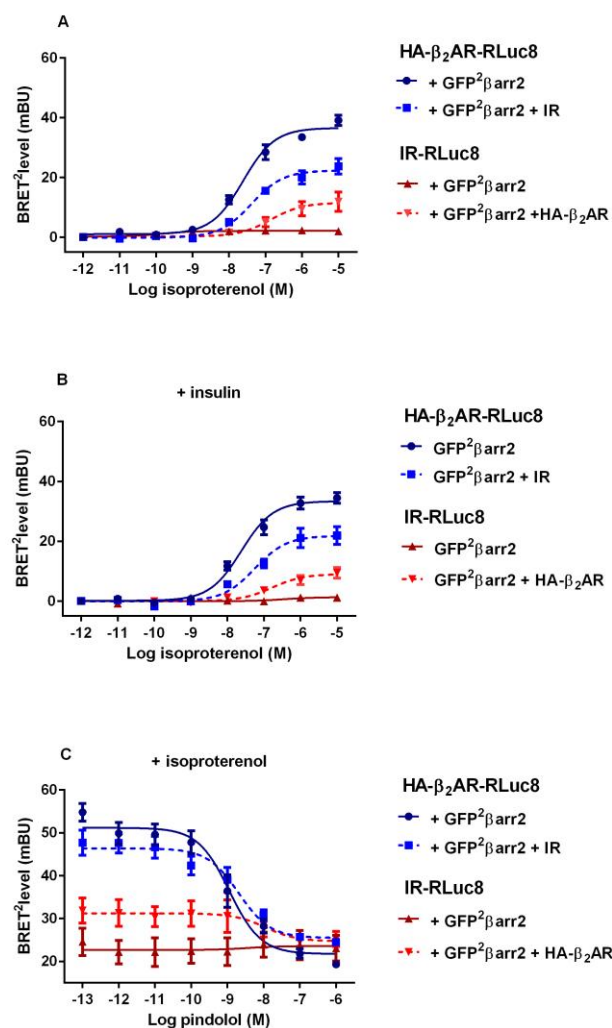 A
HA-β₂AR-RLuc8
+ GFP²βarr2
+ GFP²βarr2 + IR
IR-RLuc8
+ GFP²βarr2
+ GFP²βarr2 +HA-β₂AR
BRET²level (mBU)
60
40
20
0
-12 -11 -10 -9 -8 -7 -6 -5
Log isoproterenol (M)
B
+ insulin
HA-β₂AR-RLuc8
GFP²βarr2
GFP²βarr2 + IR
IR-RLuc8
GFP²βarr2
GFP²βarr2 + HA-β₂AR
BRET²level (mBU)
60
40
20
0
-12 -11 -10 -9 -8 -7 -6 -5
Log isoproterenol (M)
C
+ isoproterenol
HA-β₂AR-RLuc8
+ GFP²βarr2
+ GFP²βarr2 + IR
IR-RLuc8
+ GFP²βarr2
+ GFP²βarr2 + HA-β₂AR
BRET²level (mBU)
60
50
40
30
20
-13 -12 -11 -10 -9 -8 -7 -6
Log pindolol (M)